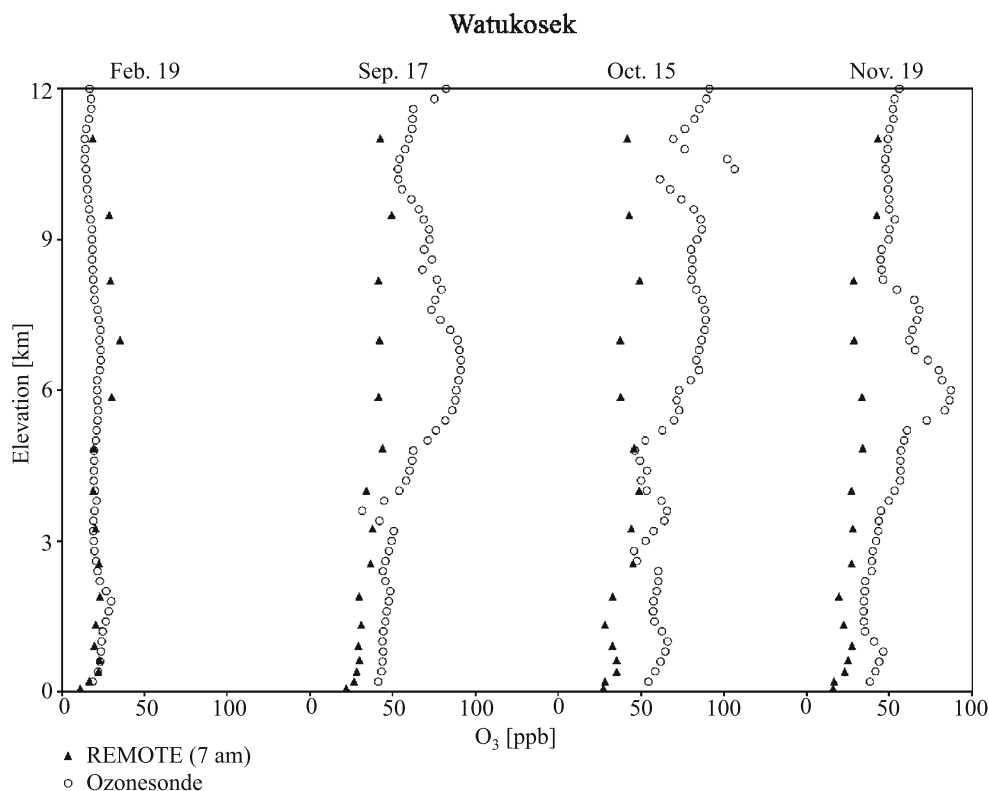 Watukosek
Feb. 19 Sep. 17 Oct. 15 Nov. 19
12
9
6
3
0
Elevation [km]
0 50 100 0 50 100 0 50 100 0 50 100
O3 [ppb]
▲ REMOTE (7 am)
○ Ozonesonde